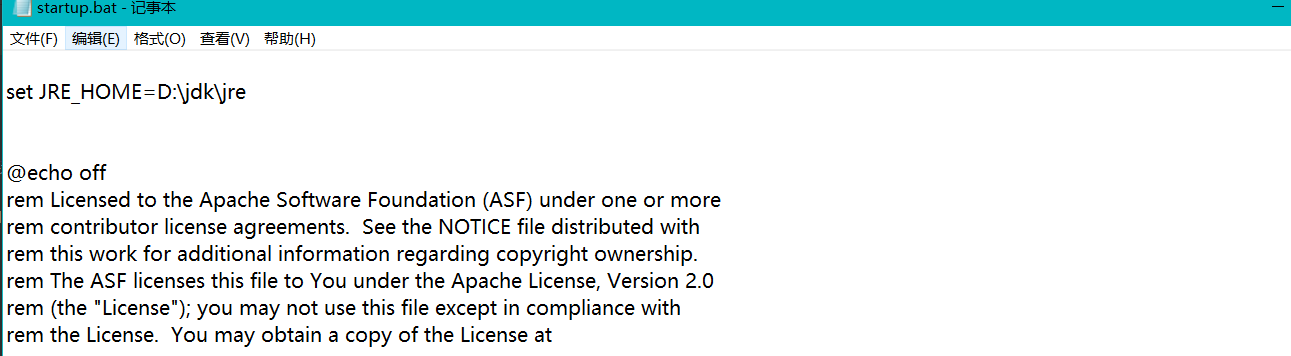 startup.bat - 记事本
文件(F) 编辑(E) 格式(O) 查看(V) 帮助(H)
set JRE_HOME=D:\jdk\jre
@echo off
rem Licensed to the Apache Software Foundation (ASF) under one or more
rem contributor license agreements.  See the NOTICE file distributed with
rem this work for additional information regarding copyright ownership.
rem The ASF licenses this file to You under the Apache License, Version 2.0
rem (the "License"); you may not use this file except in compliance with
rem the License.  You may obtain a copy of the License at